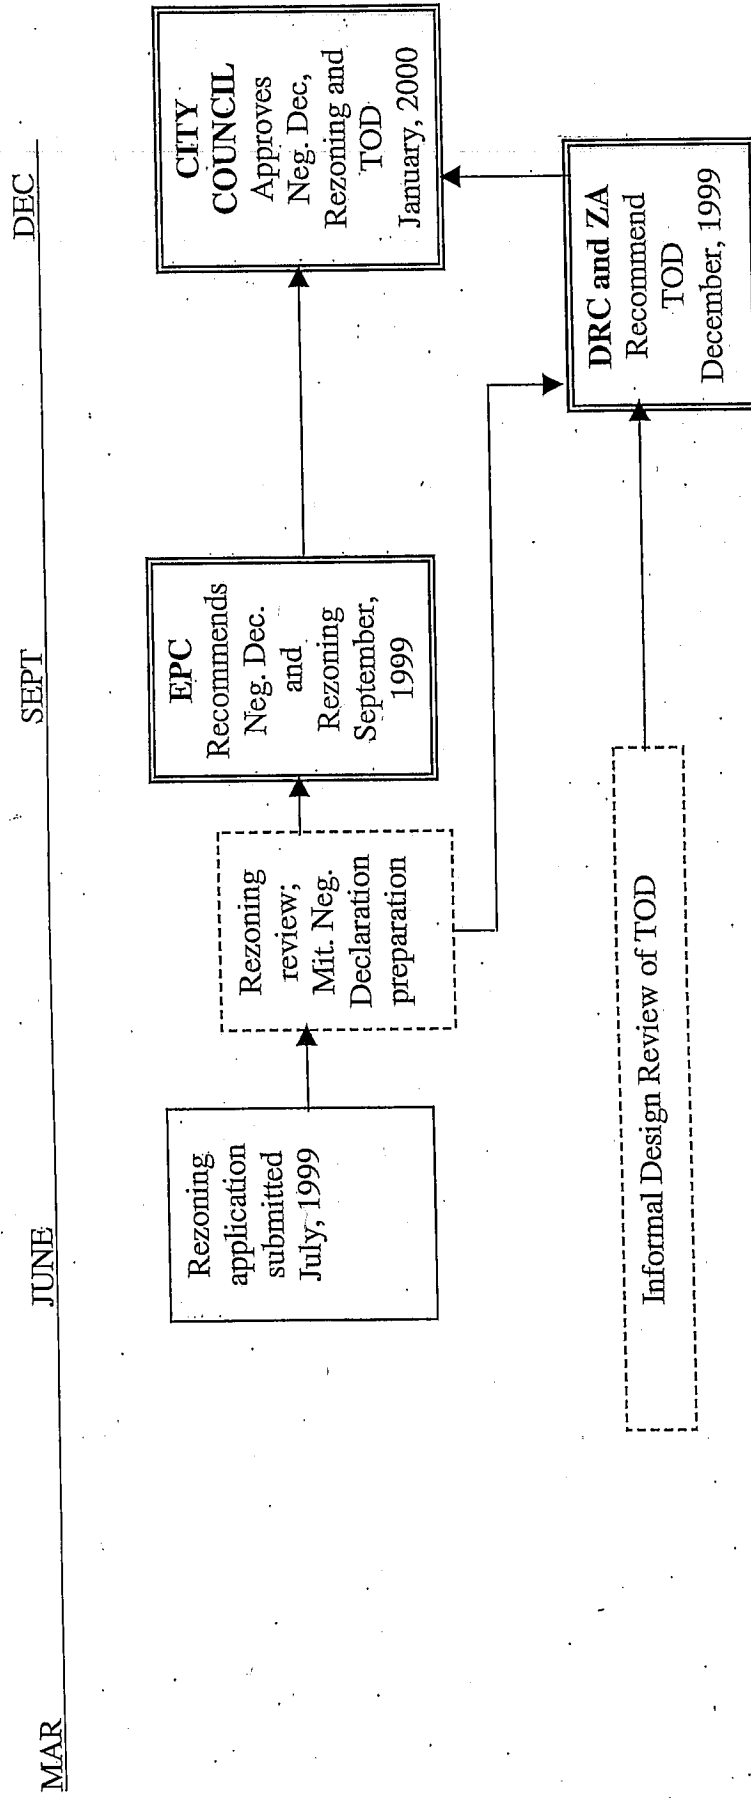 MAR JUNE SEPT DEC
Rezoning
application
submitted
July, 1999
Rezoning
review;
Mit. Neg.
Declaration
preparation
EPC
Recommends
Neg. Dec.
and
Rezoning
September,
1999
CITY
COUNCIL
Approves
Neg. Dec,
Rezoning and
TOD
January, 2000
Informal Design Review of TOD
DRC and ZA
Recommend
TOD
December, 1999